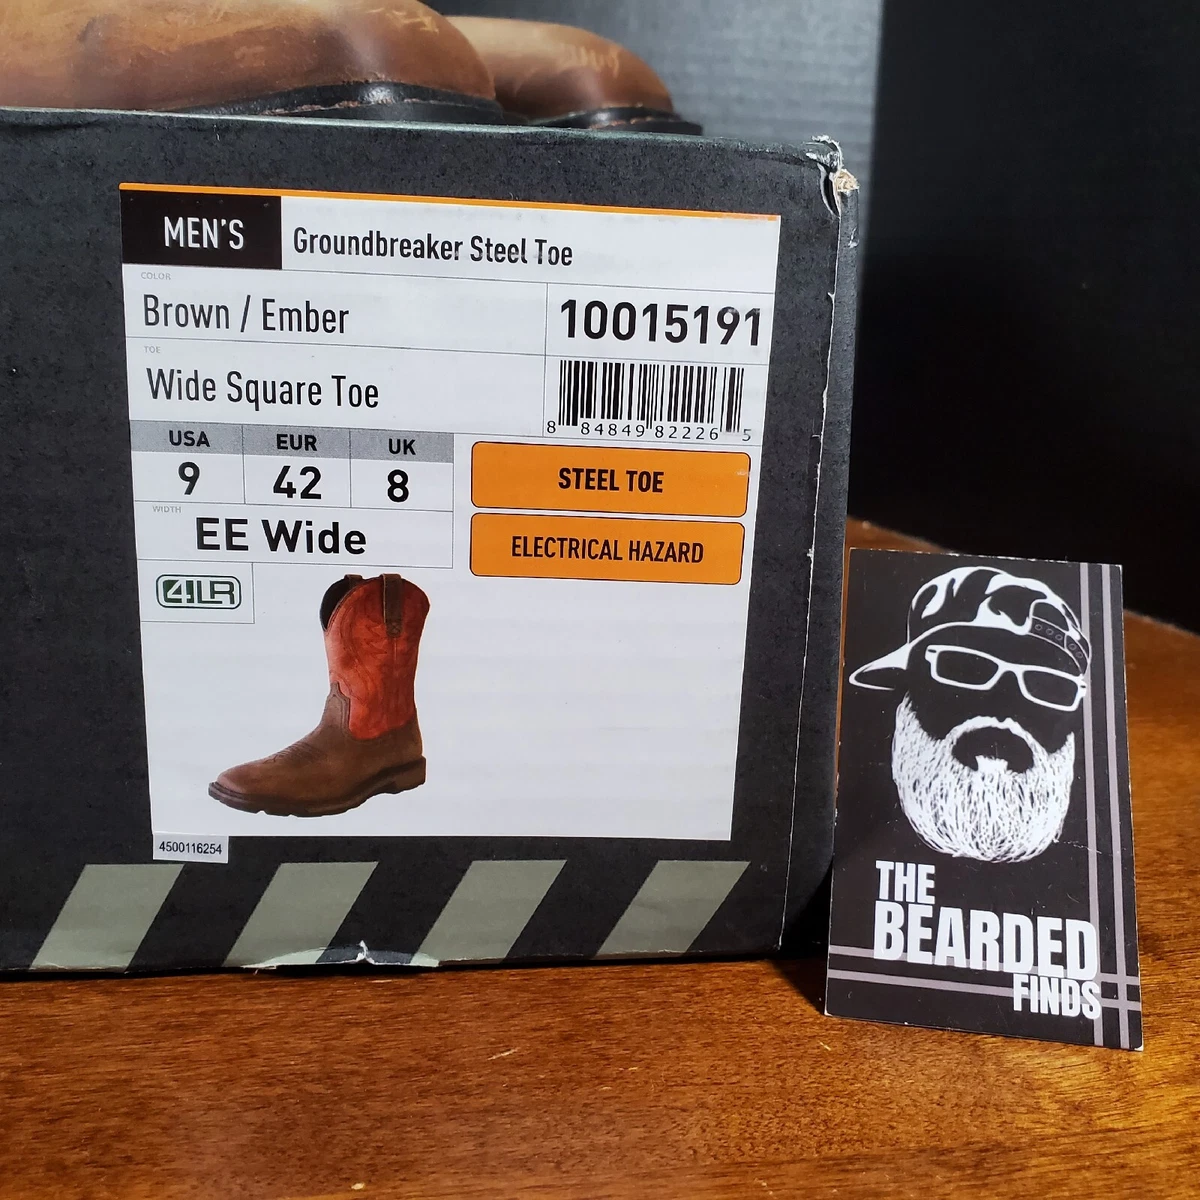 MEN'S
Groundbreaker Steel Toe
COLOR
Brown / Ember
10015191
TOE
Wide Square Toe
8 84849 82226 5
USA EUR UK
9 42 8
WIDTH
EE Wide
STEEL TOE
ELECTRICAL HAZARD
4LR
4500116254
THE
BEARDED
FINDS